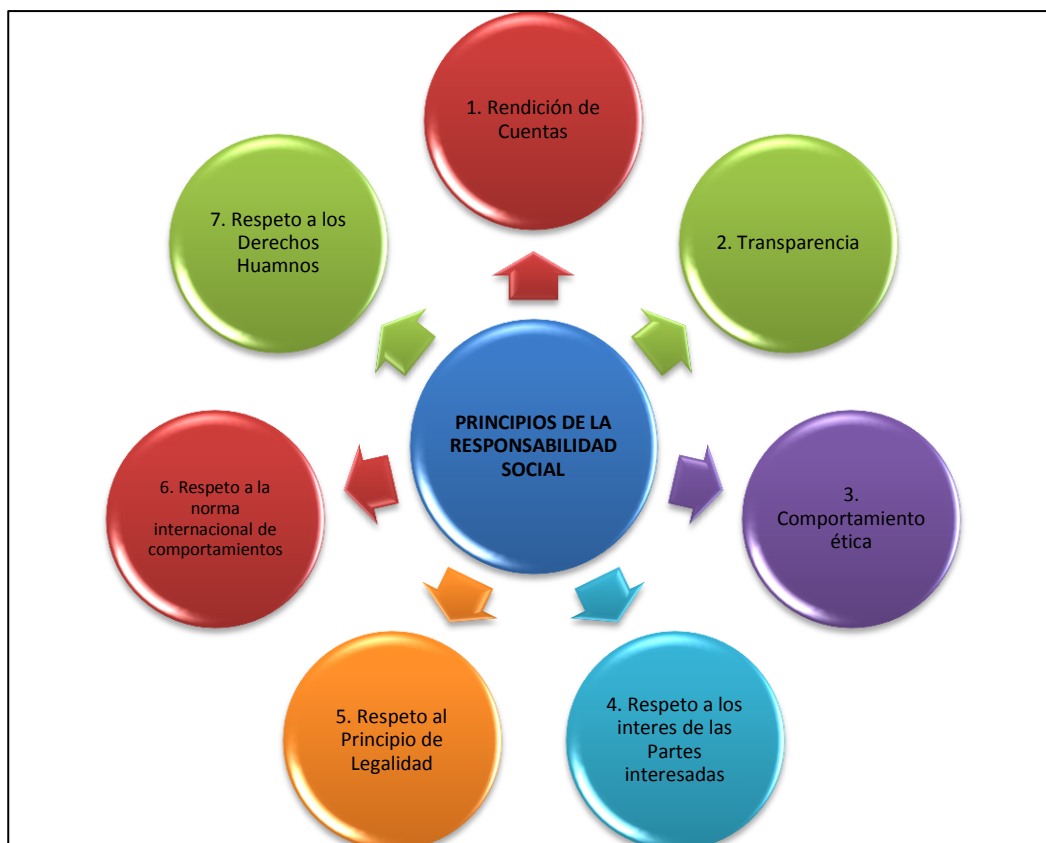 PRINCIPIOS DE LA
RESPONSABILIDAD
SOCIAL
1. Rendición de
Cuentas
2. Transparencia
3.
Comportamiento
ética
4. Respeto a los
interes de las
Partes
interesadas
5. Respeto al
Principio de
Legalidad
6. Respeto a la
norma
internacional de
comportamientos
7. Respeto a los
Derechos
Huamnos